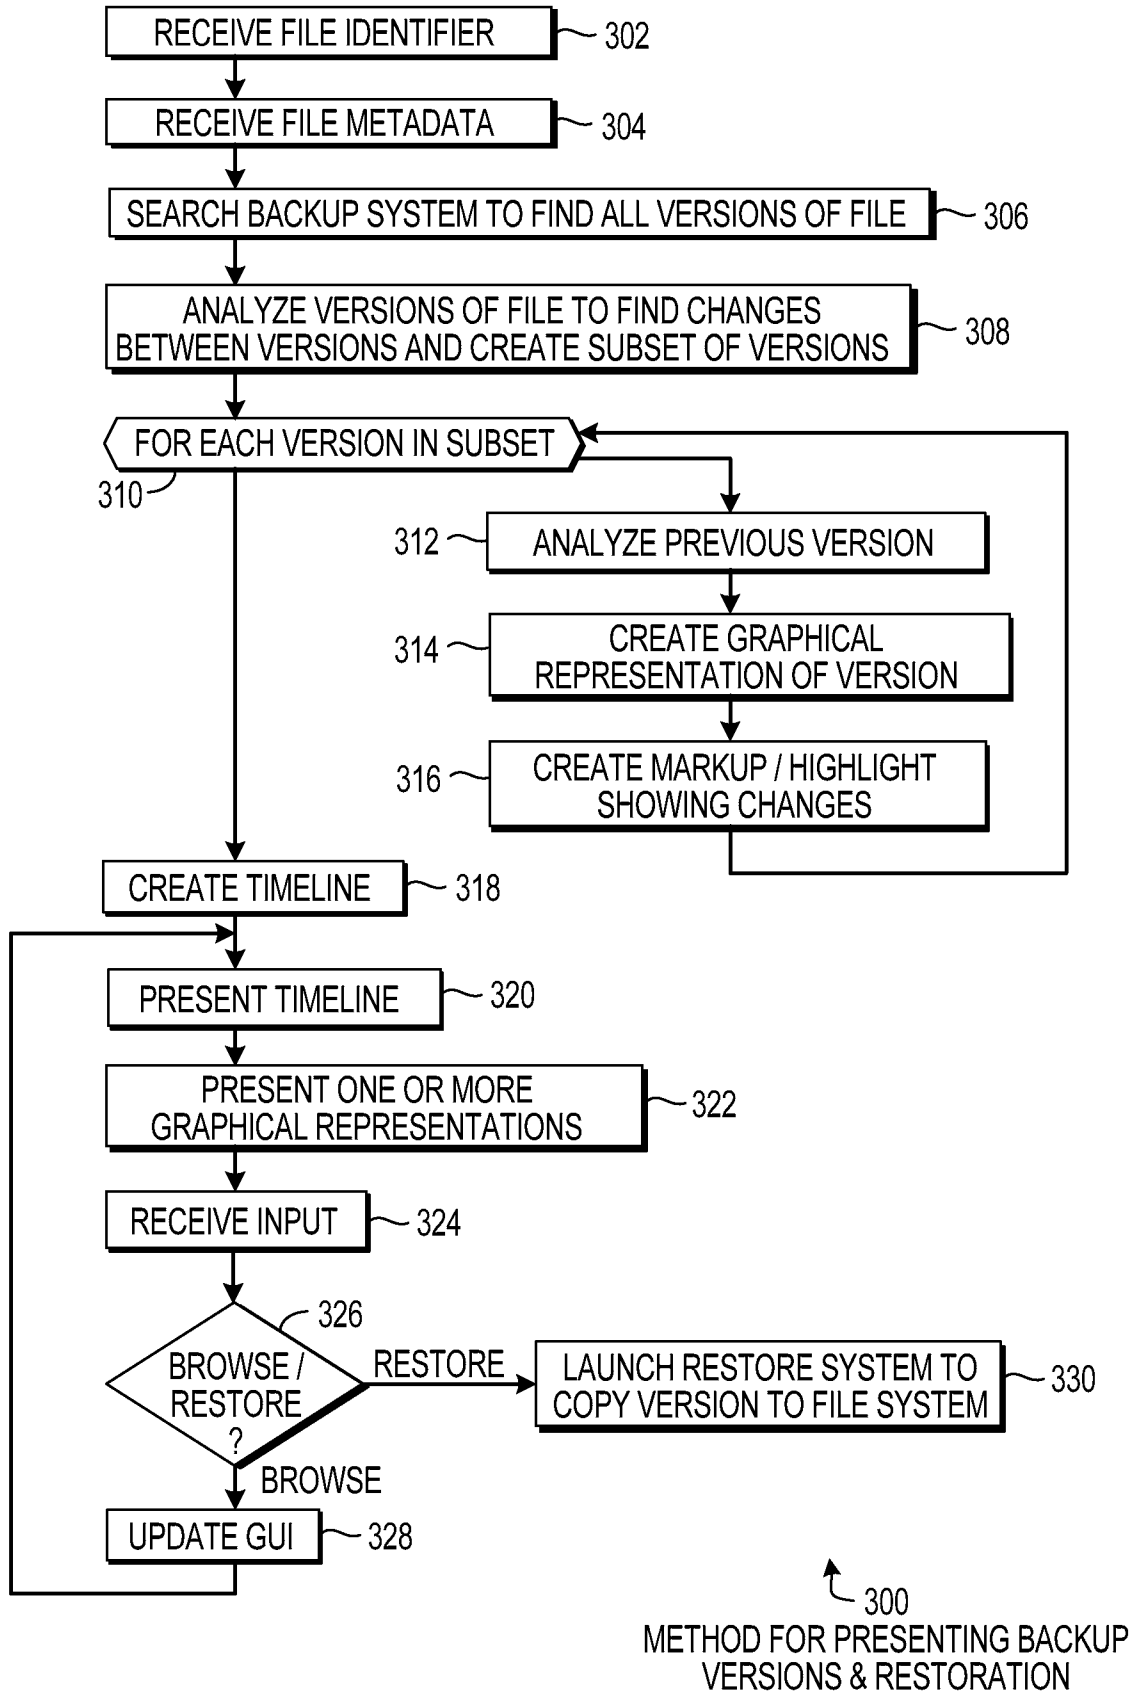 RECEIVE FILE IDENTIFIER
302
RECEIVE FILE METADATA
304
SEARCH BACKUP SYSTEM TO FIND ALL VERSIONS OF FILE
306
ANALYZE VERSIONS OF FILE TO FIND CHANGES
BETWEEN VERSIONS AND CREATE SUBSET OF VERSIONS
308
FOR EACH VERSION IN SUBSET
310
312
ANALYZE PREVIOUS VERSION
314
CREATE GRAPHICAL
REPRESENTATION OF VERSION
316
CREATE MARKUP / HIGHLIGHT
SHOWING CHANGES
CREATE TIMELINE
318
PRESENT TIMELINE
320
PRESENT ONE OR MORE
GRAPHICAL REPRESENTATIONS
322
RECEIVE INPUT
324
326
BROWSE /
RESTORE
?
RESTORE
LAUNCH RESTORE SYSTEM TO
COPY VERSION TO FILE SYSTEM
330
BROWSE
UPDATE GUI
328
300
METHOD FOR PRESENTING BACKUP
VERSIONS & RESTORATION